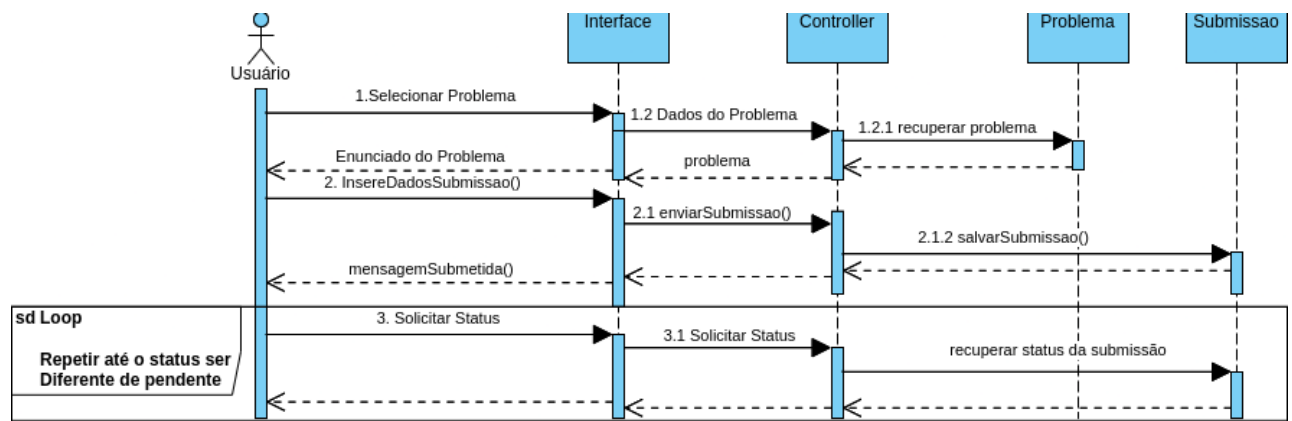 Interface
Controller
Problema
Submissao
Usuário
1.Selecionar Problema
1.2 Dados do Problema
1.2.1 recuperar problema
Enunciado do Problema
problema
2. InsereDadosSubmissao()
2.1 enviarSubmissao()
2.1.2 salvarSubmissao()
mensagemSubmetida()
sd Loop
Repetir até o status ser
Diferente de pendente
3. Solicitar Status
3.1 Solicitar Status
recuperar status da submissão